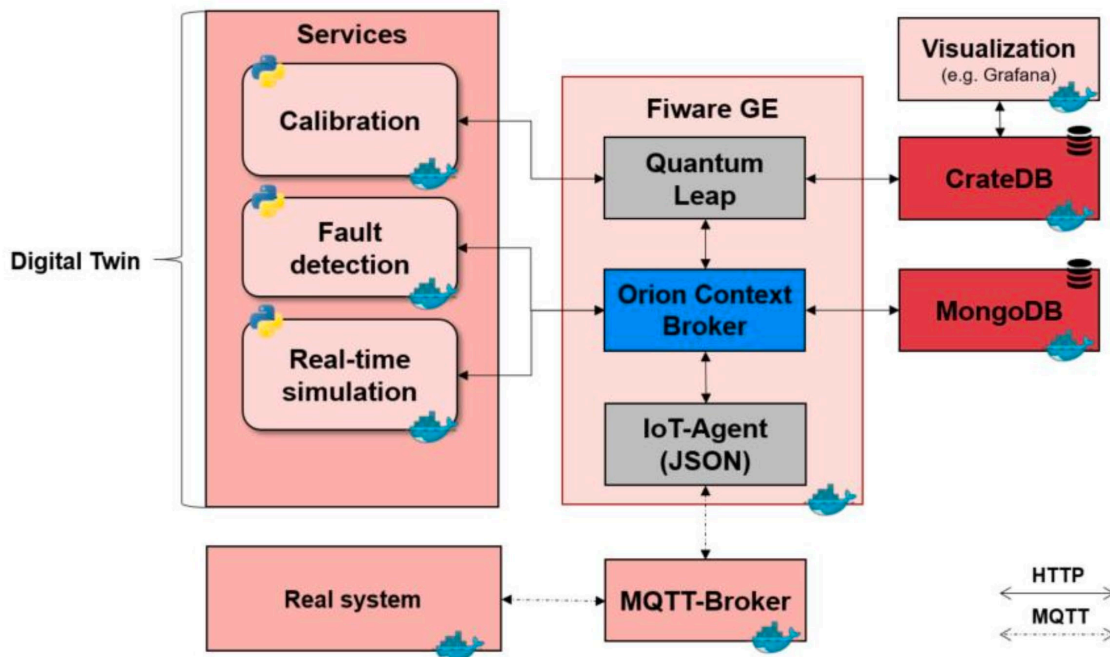 Services
Calibration
Fault
detection
Real-time
simulation
Digital Twin
Fiware GE
Quantum
Leap
Orion Context
Broker
IoT-Agent
(JSON)
Visualization
(e.g. Grafana)
CrateDB
MongoDB
Real system
MQTT-Broker
HTTP
MQTT